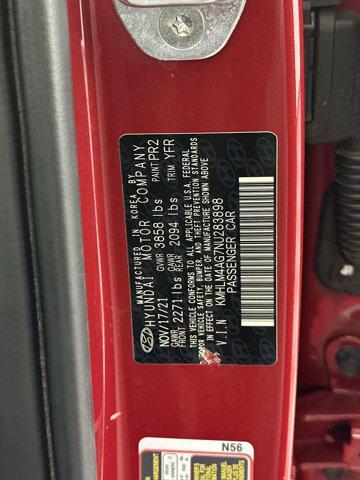 MANUFACTURED IN KOREA BY
HYUNDAI MOTOR COMPANY
NOV/17/21 GVWR 3858 lbs PAINT PR2
GAWR FRONT 2271 lbs GAWR REAR 2094 lbs TRIM YFR
THIS VEHICLE CONFORMS TO ALL APPLICABLE U.S.A. FEDERAL
MOTOR VEHICLE SAFETY, BUMPER, AND THEFT PREVENTION
STANDARDS IN EFFECT ON THE DATE OF MANUFACTURE SHOWN ABOVE
V.I.N KMHLM4AG7NU283898
PASSENGER CAR
N56